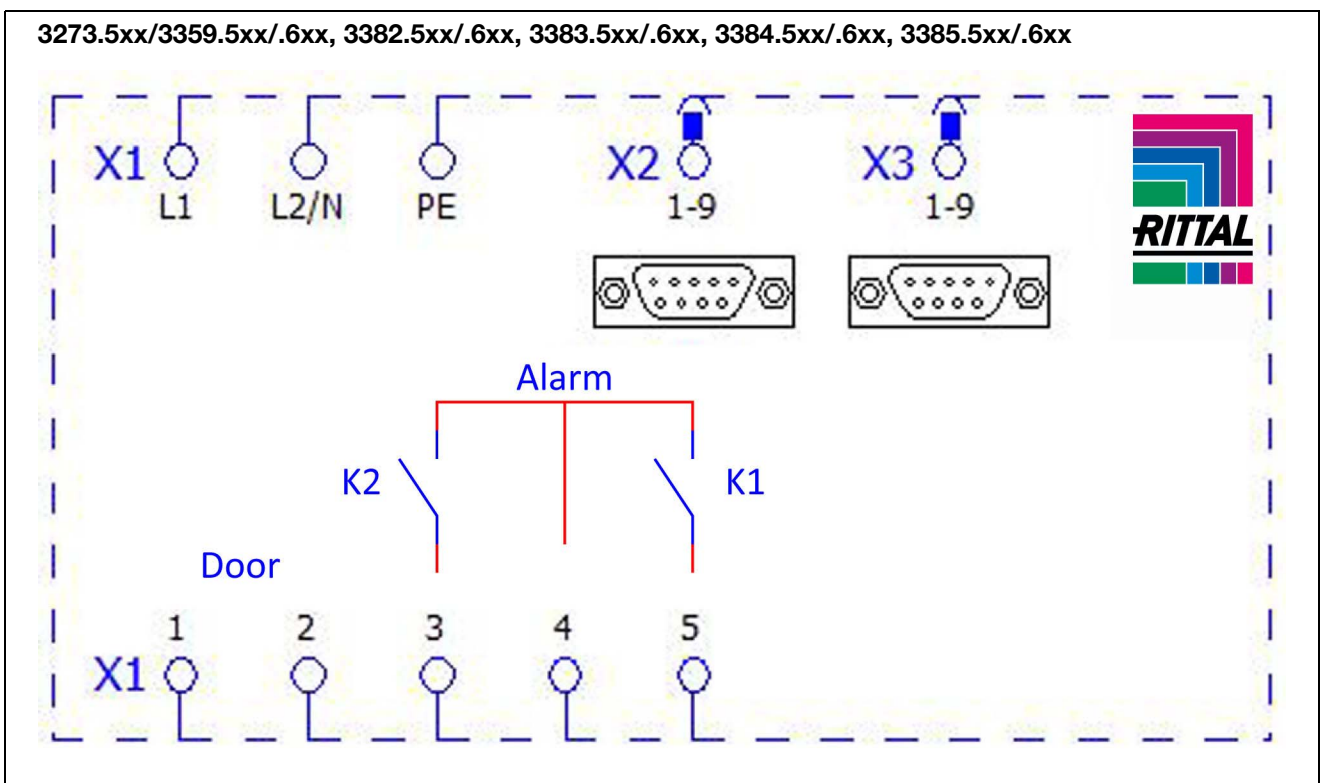 3273.5xx/3359.5xx/.6xx, 3382.5xx/.6xx, 3383.5xx/.6xx, 3384.5xx/.6xx, 3385.5xx/.6xx
X1 X2 X3
L1 L2/N PE 1-9 1-9
RITTAL
Alarm
K2 K1
Door
1 2 3 4 5
X1